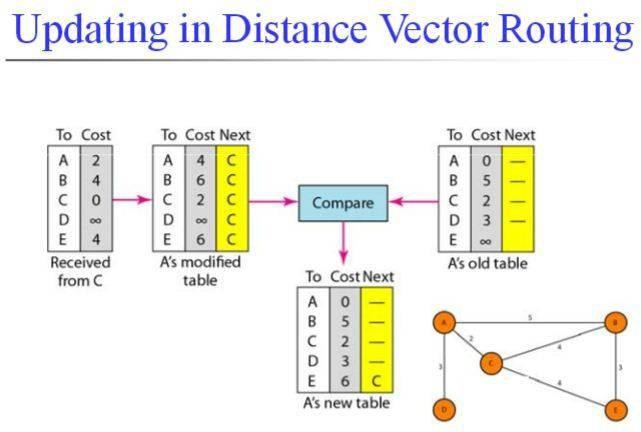 Updating in Distance Vector Routing
To Cost
A 2
B 4
C 0
D ∞
E 4
Received
from C
To Cost Next
A 4 C
B 6 C
C 2 C
D ∞ C
E 6 C
A's modified
table
Compare
To Cost Next
A 0 —
B 5 —
C 2 —
D 3 —
E ∞
A's old table
To Cost Next
A 0 —
B 5 —
C 2 —
D 3 —
E 6 C
A's new table
A 5 B
2
C 4
3 3
4
D E